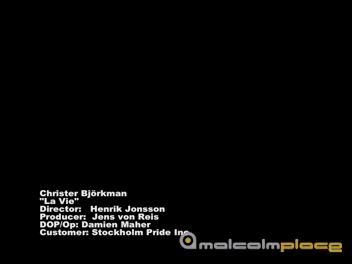 Christer Björkman
"La Vie"
Director: Henrik Jonsson
Producer: Jens von Reis
DOP/Op: Damien Maher
Customer: Stockholm Pride Inc
malcolmplace